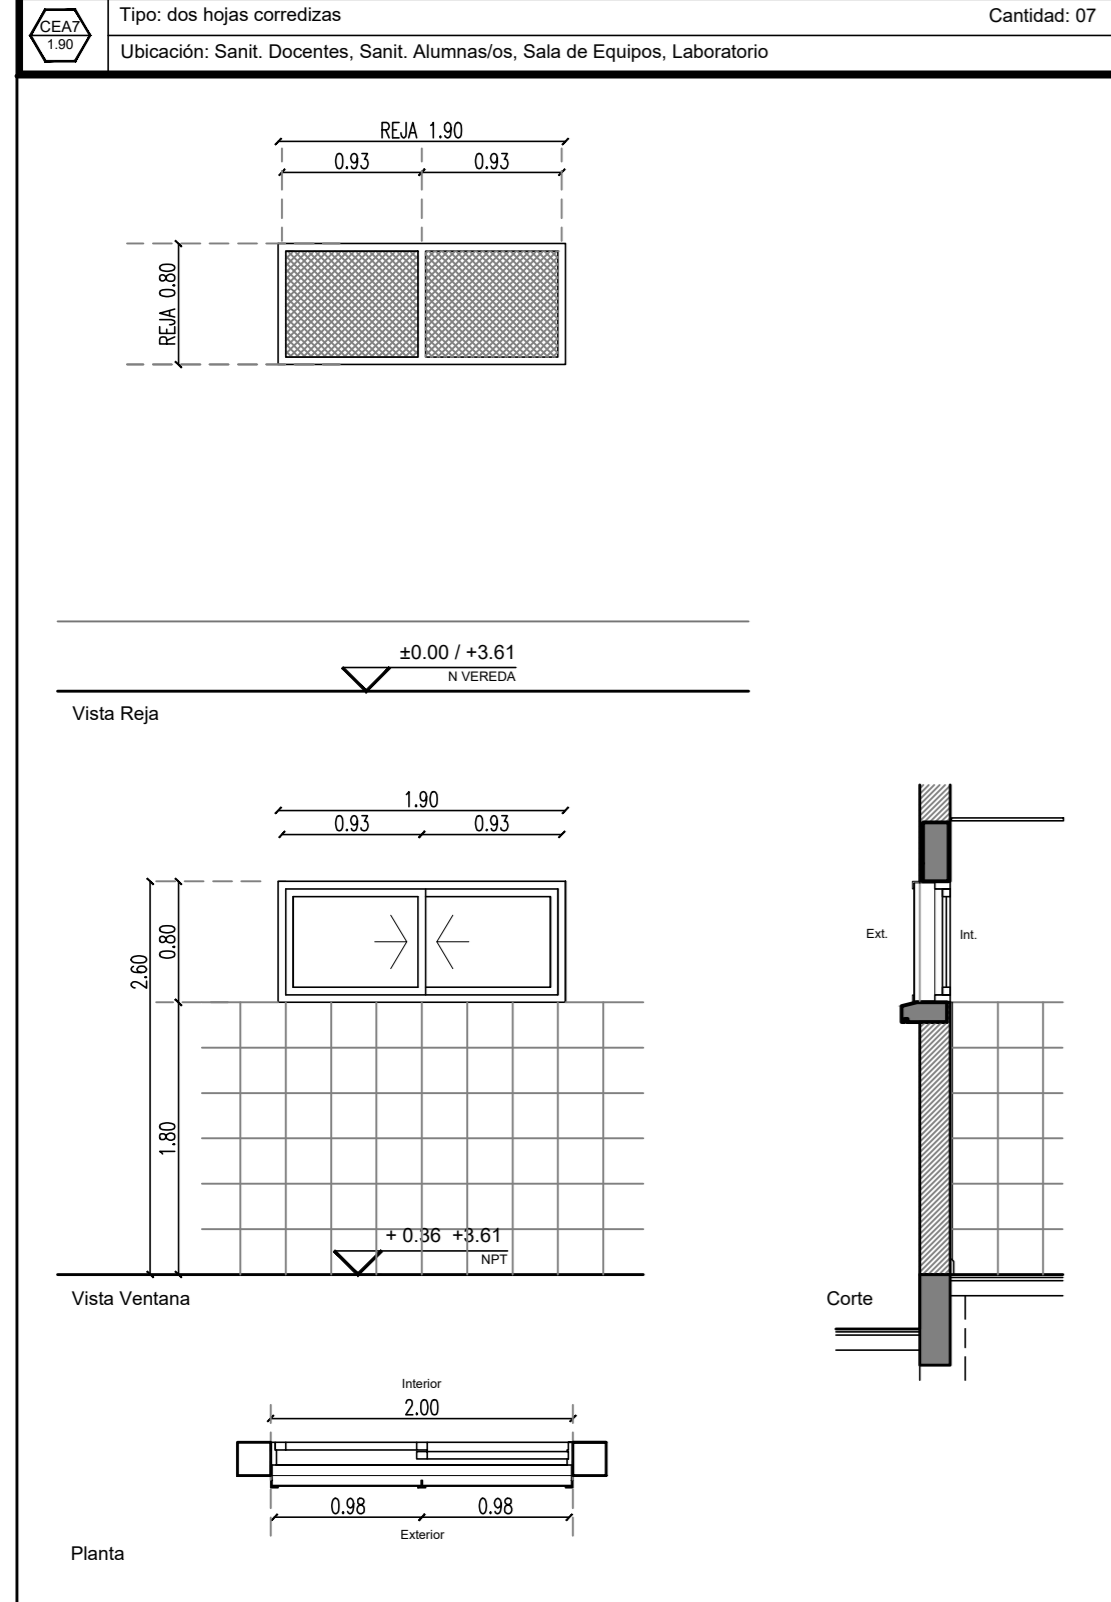 CEA7
1.90
Tipo: dos hojas corredizas
Cantidad: 07
Ubicación: Sanit. Docentes, Sanit. Alumnas/os, Sala de Equipos, Laboratorio
REJA 1.90
0.93 0.93
REJA 0.80
±0.00 / +3.61
N VEREDA
Vista Reja
1.90
0.93 0.93
2.60
0.80
1.80
Ext.
Int.
+ 0.36 +3.61
NPT
Vista Ventana
Corte
Interior
2.00
0.98 0.98
Exterior
Planta